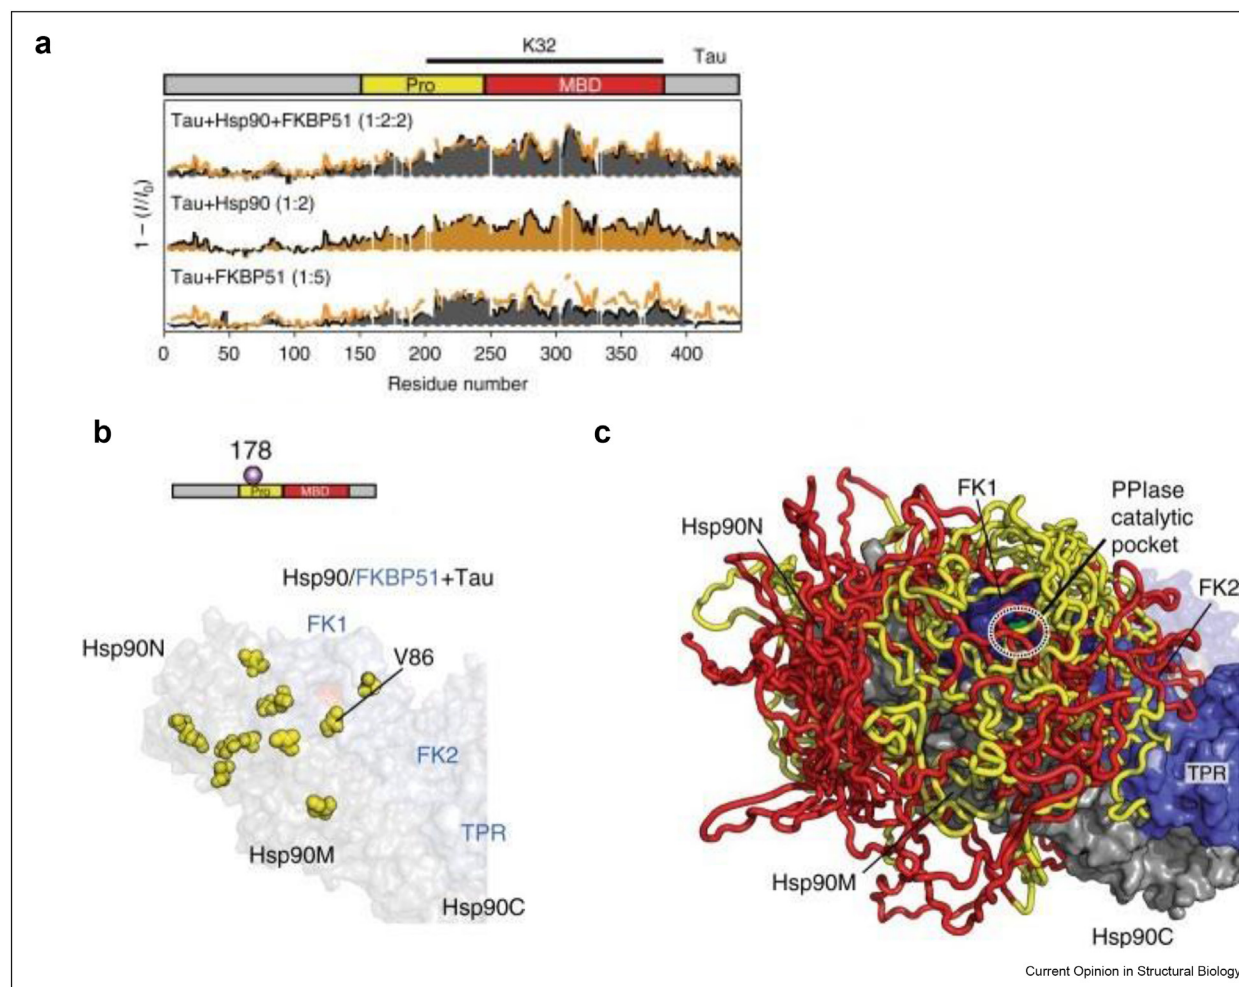 a
K32
Tau
Pro
MBD
Tau+Hsp90+FKBP51 (1:2:2)
Tau+Hsp90 (1:2)
Tau+FKBP51 (1:5)
1 − (I/I0)
0 50 100 150 200 250 300 350 400
Residue number
b
178
Pro
MBD
Hsp90/FKBP51+Tau
FK1
Hsp90N
V86
FK2
TPR
Hsp90M
Hsp90C
c
FK1
PPIase
catalytic
pocket
Hsp90N
FK2
TPR
Hsp90M
Hsp90C
Current Opinion in Structural Biology